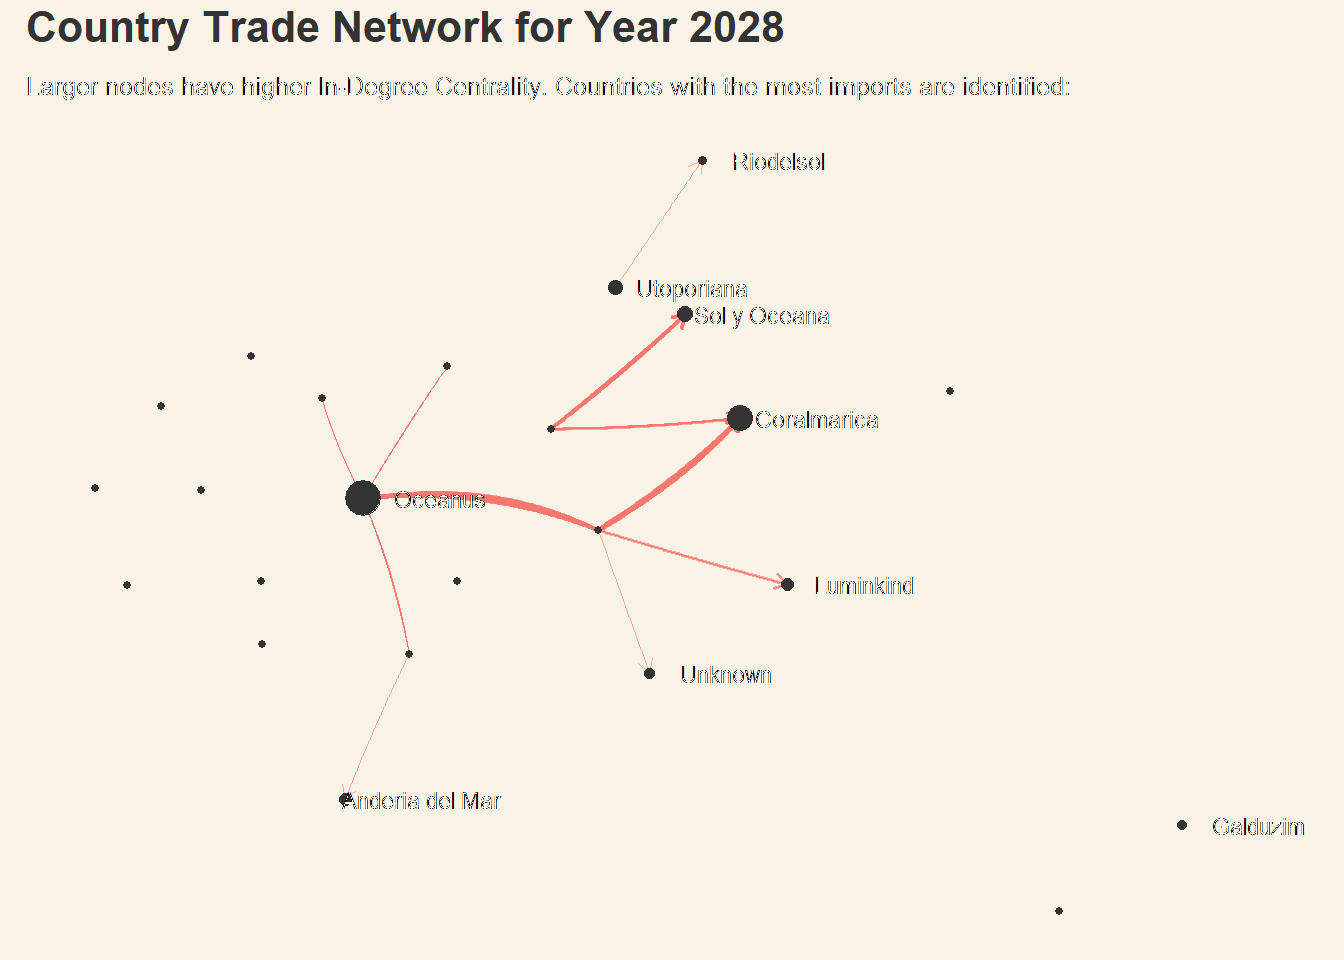 Country Trade Network for Year 2028
Larger nodes have higher In-Degree Centrality. Countries with the most imports are identified:
Riodelsol
Utoporiana
Sol y Oceana
Coralmarica
Oceanus
Luminkind
Unknown
Anderia del Mar
Galduzim